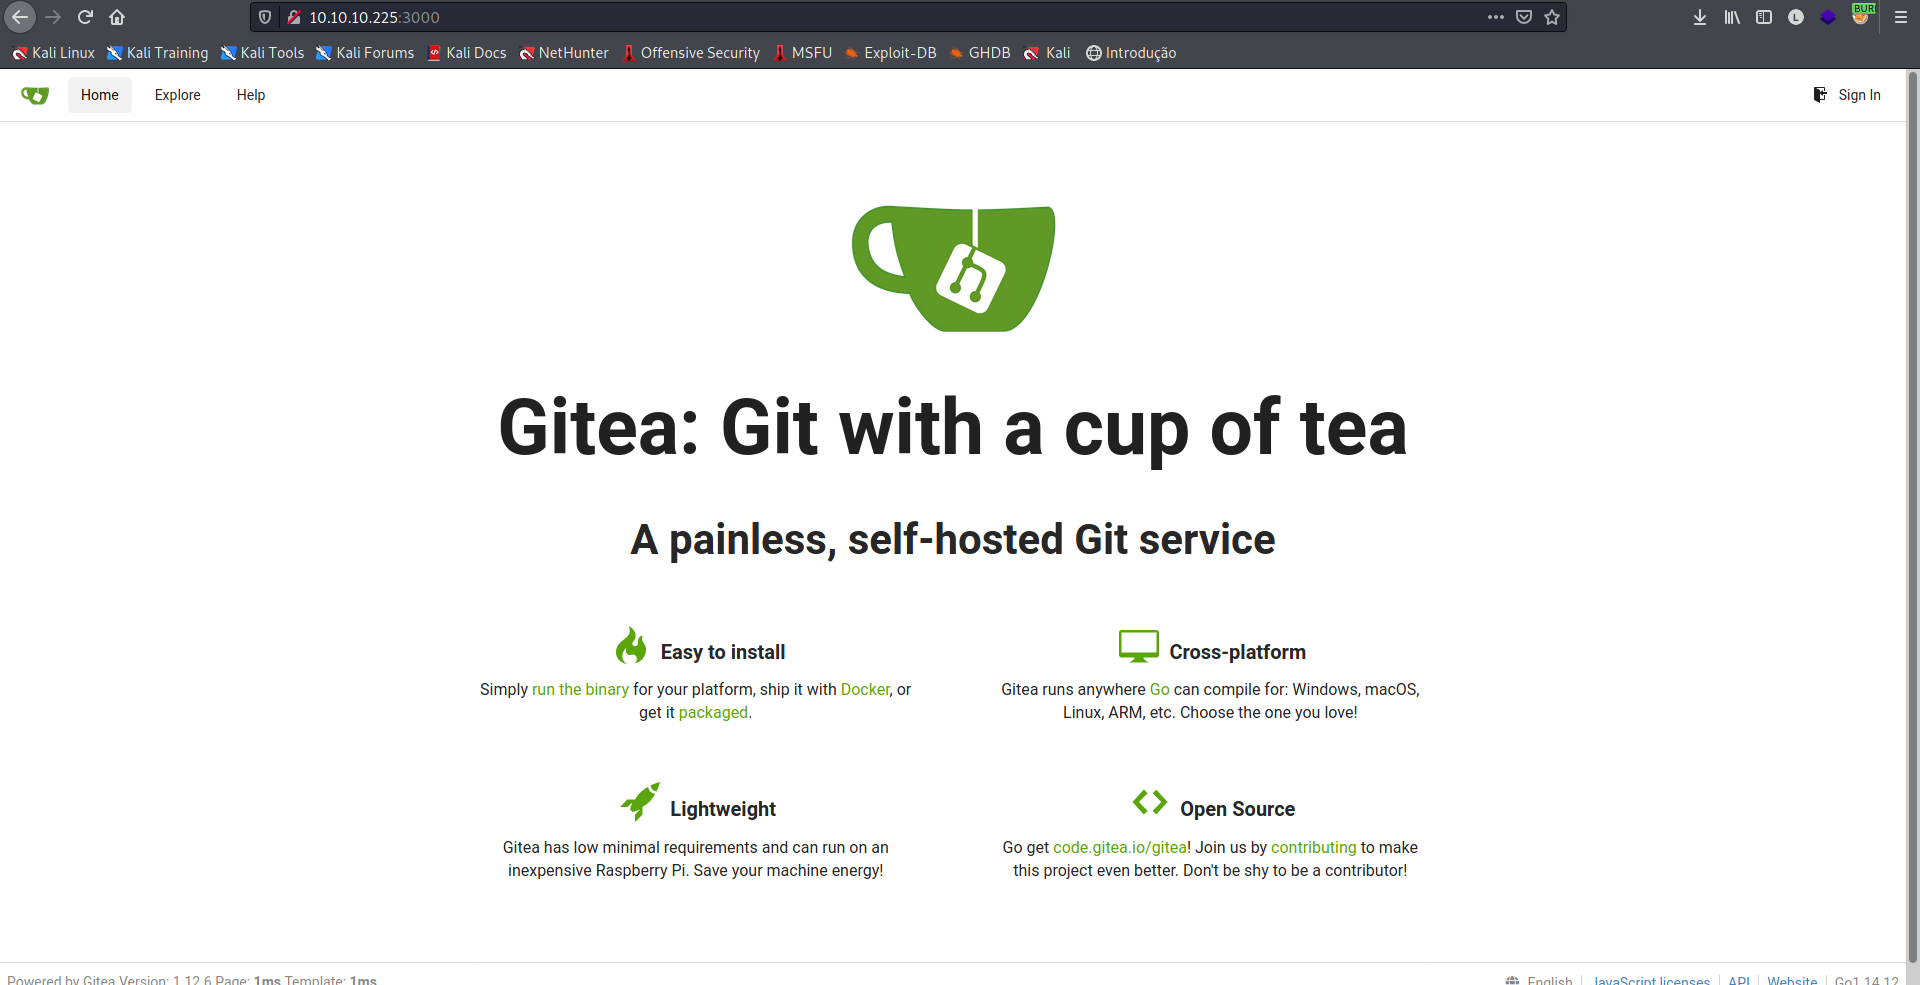 10.10.10.225:3000
BUR
Kali Linux Kali Training Kali Tools Kali Forums Kali Docs NetHunter Offensive Security MSFU Exploit-DB GHDB Kali Introdução
Home Explore Help Sign In
Gitea: Git with a cup of tea
A painless, self-hosted Git service
Easy to install
Simply run the binary for your platform, ship it with Docker, or
get it packaged.
Cross-platform
Gitea runs anywhere Go can compile for: Windows, macOS,
Linux, ARM, etc. Choose the one you love!
Lightweight
Gitea has low minimal requirements and can run on an
inexpensive Raspberry Pi. Save your machine energy!
Open Source
Go get code.gitea.io/gitea! Join us by contributing to make
this project even better. Don't be shy to be a contributor!
Powered by Gitea Version: 1.12.6 Page: 1ms Template: 1ms
English JavaScript licenses API Website Go1.14.12